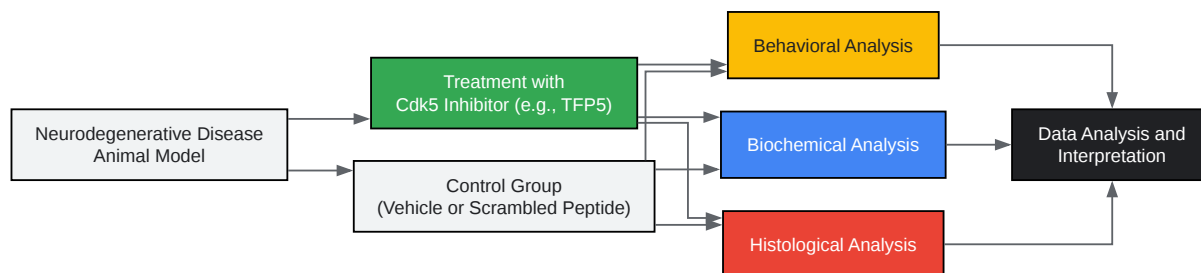 Neurodegenerative Disease
Animal Model
Treatment with
Cdk5 Inhibitor (e.g., TFP5)
Control Group
(Vehicle or Scrambled Peptide)
Behavioral Analysis
Biochemical Analysis
Histological Analysis
Data Analysis and
Interpretation